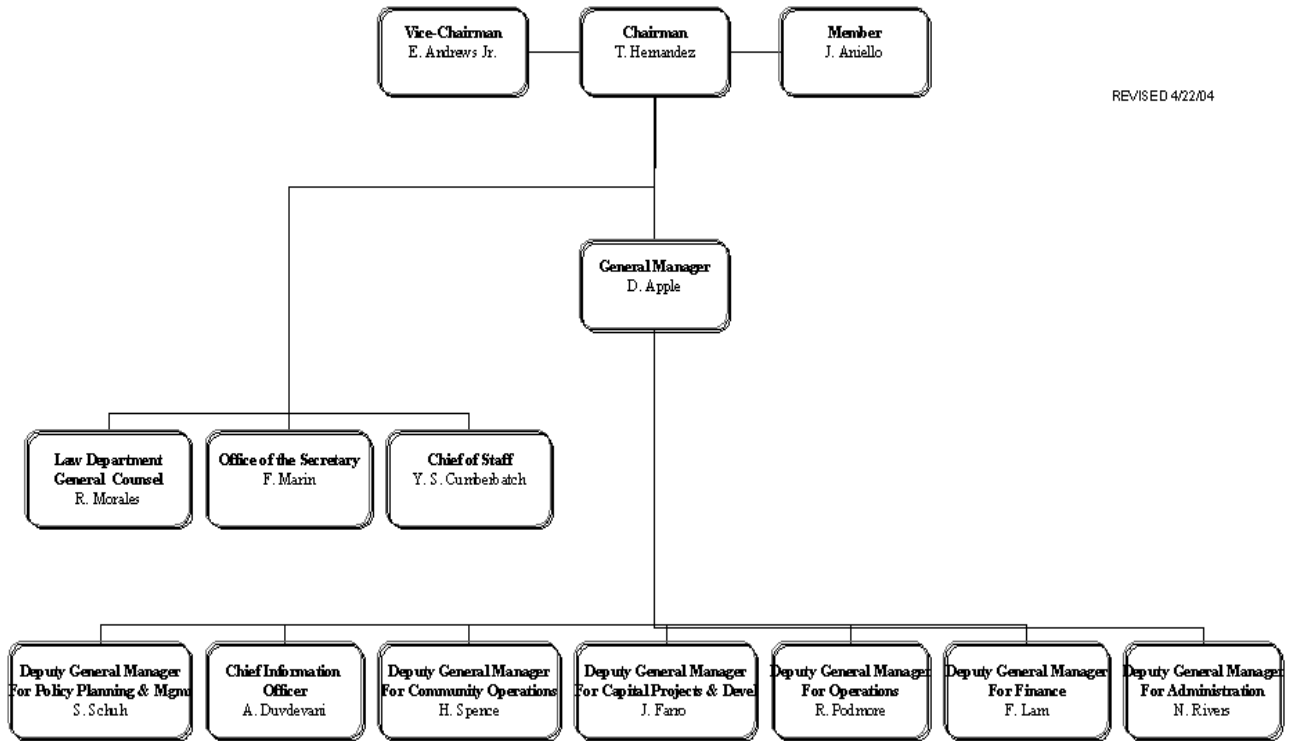 Vice-Chairman
E. Andrews Jr.
Chairman
T. Hernandez
Member
J. Aniello
REVISED 4/22/04
General Manager
D. Apple
Law Department
General Counsel
R. Morales
Office of the Secretary
F. Marin
Chief of Staff
Y. S. Cumberbatch
Deputy General Manager
For Policy Planning & Mgmt
S. Schuh
Chief Information
Officer
A. Duvdevani
Deputy General Manager
For Community Operations
H. Spence
Deputy General Manager
For Capital Projects & Devel
J. Farro
Deputy General Manager
For Operations
R. Podmore
Deputy General Manager
For Finance
F. Lam
Deputy General Manager
For Administration
N. Rivers